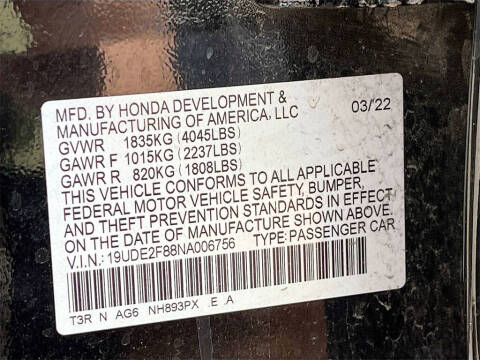 MFD. BY HONDA DEVELOPMENT & 03/22
MANUFACTURING OF AMERICA, LLC
GVWR 1835KG (4045LBS)
GAWR F 1015KG (2237LBS)
GAWR R 820KG (1808LBS)
THIS VEHICLE CONFORMS TO ALL APPLICABLE
FEDERAL MOTOR VEHICLE SAFETY, BUMPER,
AND THEFT PREVENTION STANDARDS IN EFFECT
ON THE DATE OF MANUFACTURE SHOWN ABOVE.
V.I.N.:19UDE2F88NA006756 TYPE:PASSENGER CAR
T3R N AG6 NH893PX E A